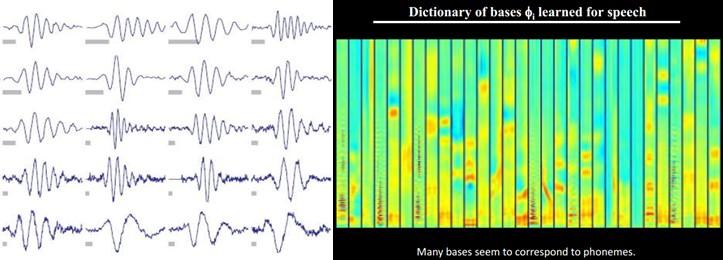 Dictionary of bases ϕi learned for speech
Many bases seem to correspond to phonemes.